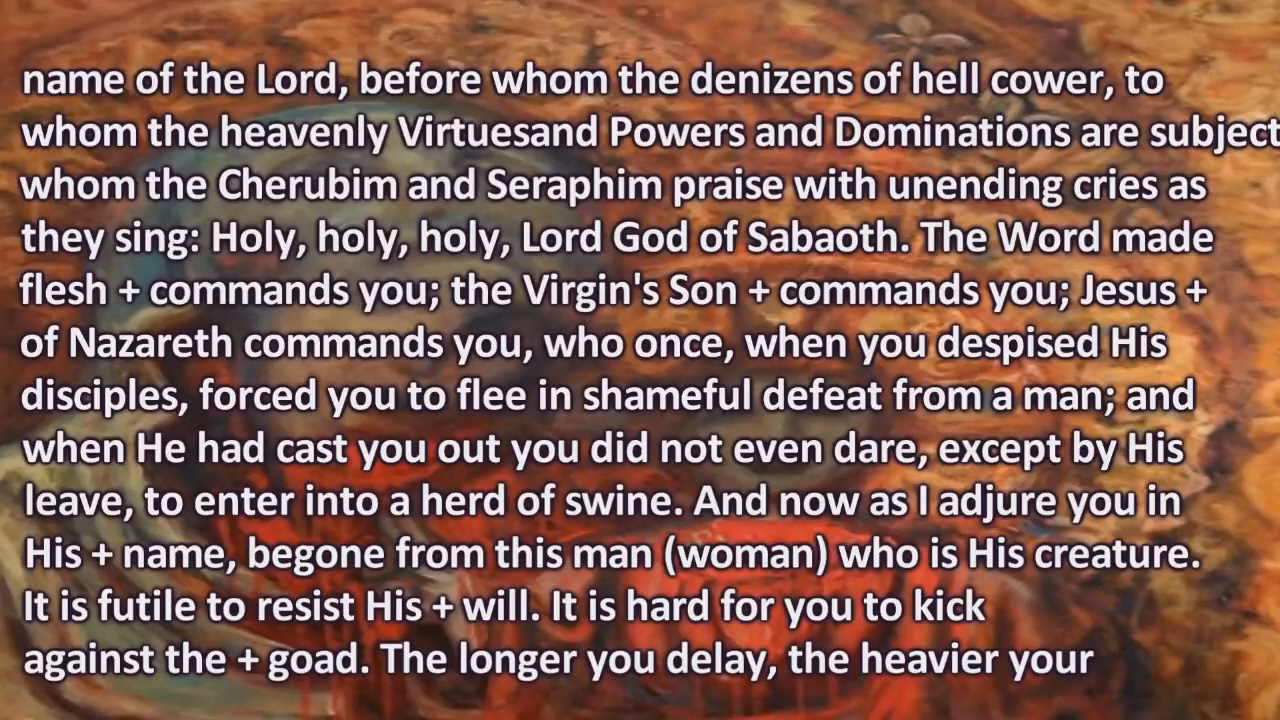 name of the Lord, before whom the denizens of hell cower, to
whom the heavenly Virtuesand Powers and Dominations are subject
whom the Cherubim and Seraphim praise with unending cries as
they sing: Holy, holy, holy, Lord God of Sabaoth. The Word made
flesh + commands you; the Virgin's Son + commands you; Jesus +
of Nazareth commands you, who once, when you despised His
disciples, forced you to flee in shameful defeat from a man; and
when He had cast you out you did not even dare, except by His
leave, to enter into a herd of swine. And now as I adjure you in
His + name, begone from this man (woman) who is His creature.
It is futile to resist His + will. It is hard for you to kick
against the + goad. The longer you delay, the heavier your